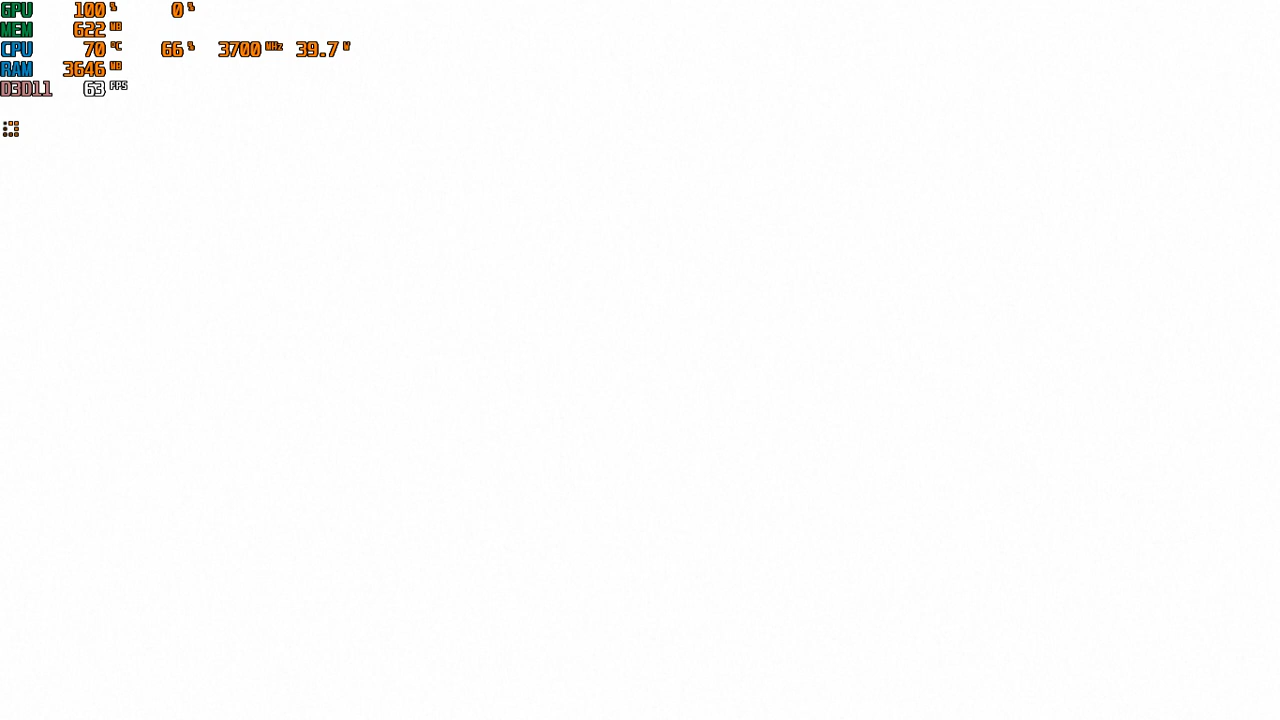 GPU 100 % 0 %
MEM 622 MB
CPU 70 °C 66 % 3700 MHz 39.7 W
RAM 3646 MB
D3D11 63 FPS